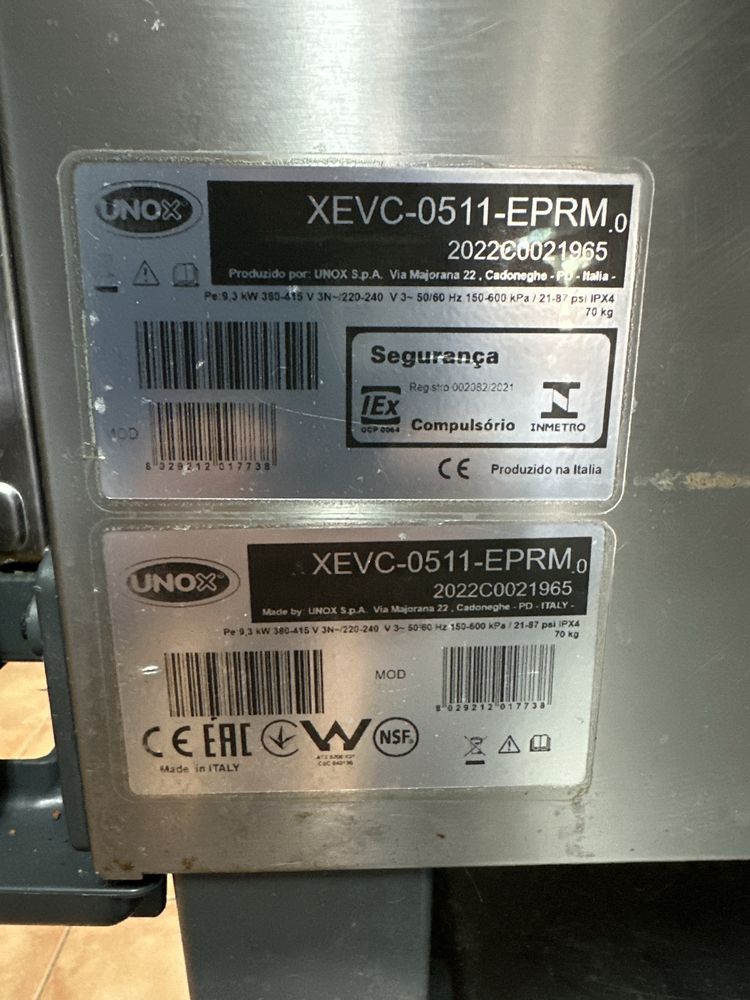 UNOX
XEVC-0511-EPRM.0
2022C0021965
Produzido por: UNOX S.p.A. Via Majorana 22 , Cadoneghe - PD - Italia -
Pe:9,3 kW 380-415 V 3N~/220-240 V 3~ 50/60 Hz 150-600 kPa / 21-87 psi IPX4
70 kg
Segurança
Registro 002062/2021
IEx
OCP 0064
Compulsório
INMETRO
MOD
8 029212 017738
CE
Produzido na Italia
UNOX
XEVC-0511-EPRM.0
2022C0021965
Made by: UNOX S.p.A. Via Majorana 22 , Cadoneghe - PD - ITALY -
Pe 9,3 kW 380-415 V 3N~/220-240 V 3~ 50/60 Hz 150-600 kPa / 21-87 psi IPX4
70 kg
MOD
8 029212 017738
CE EAC W NSF
Made in ITALY